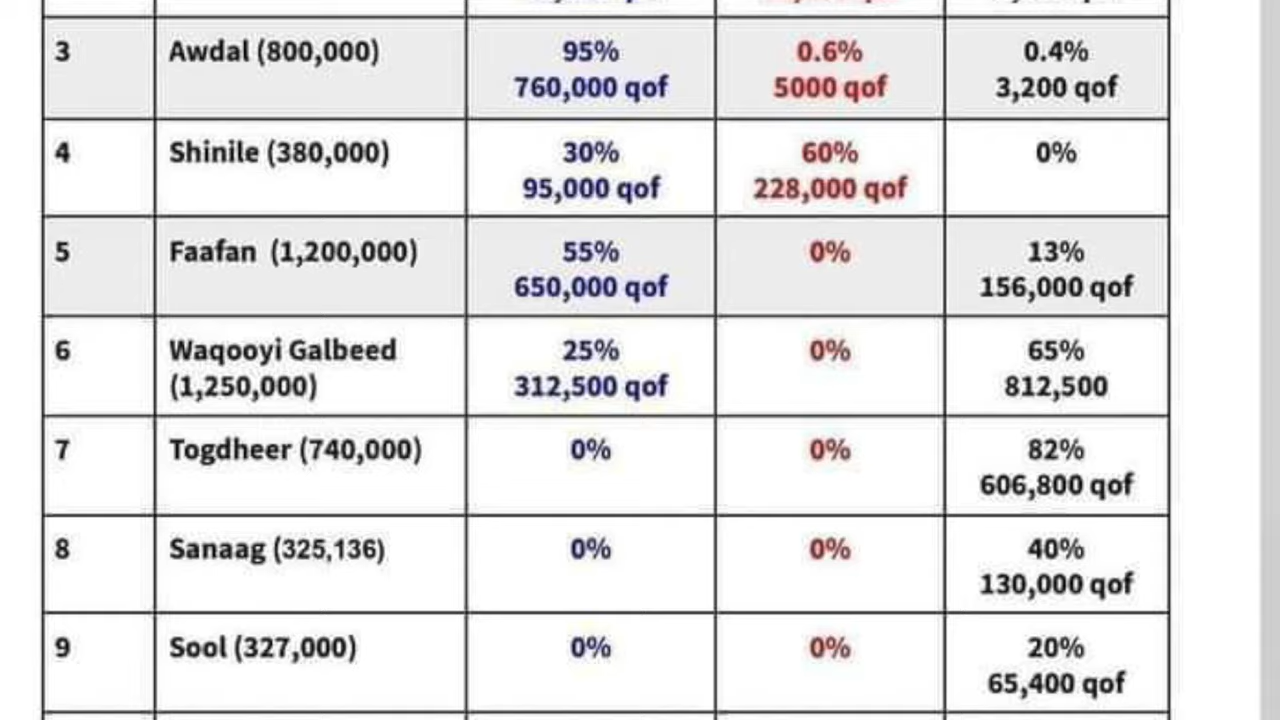 3 Awdal (800,000) 95% 0.6% 0.4%
760,000 qof 5000 qof 3,200 qof
4 Shinile (380,000) 30% 60% 0%
95,000 qof 228,000 qof
5 Faafan (1,200,000) 55% 0% 13%
650,000 qof 156,000 qof
6 Waqooyi Galbeed 25% 0% 65%
(1,250,000) 312,500 qof 812,500
7 Togdheer (740,000) 0% 0% 82%
606,800 qof
8 Sanaag (325,136) 0% 0% 40%
130,000 qof
9 Sool (327,000) 0% 0% 20%
65,400 qof